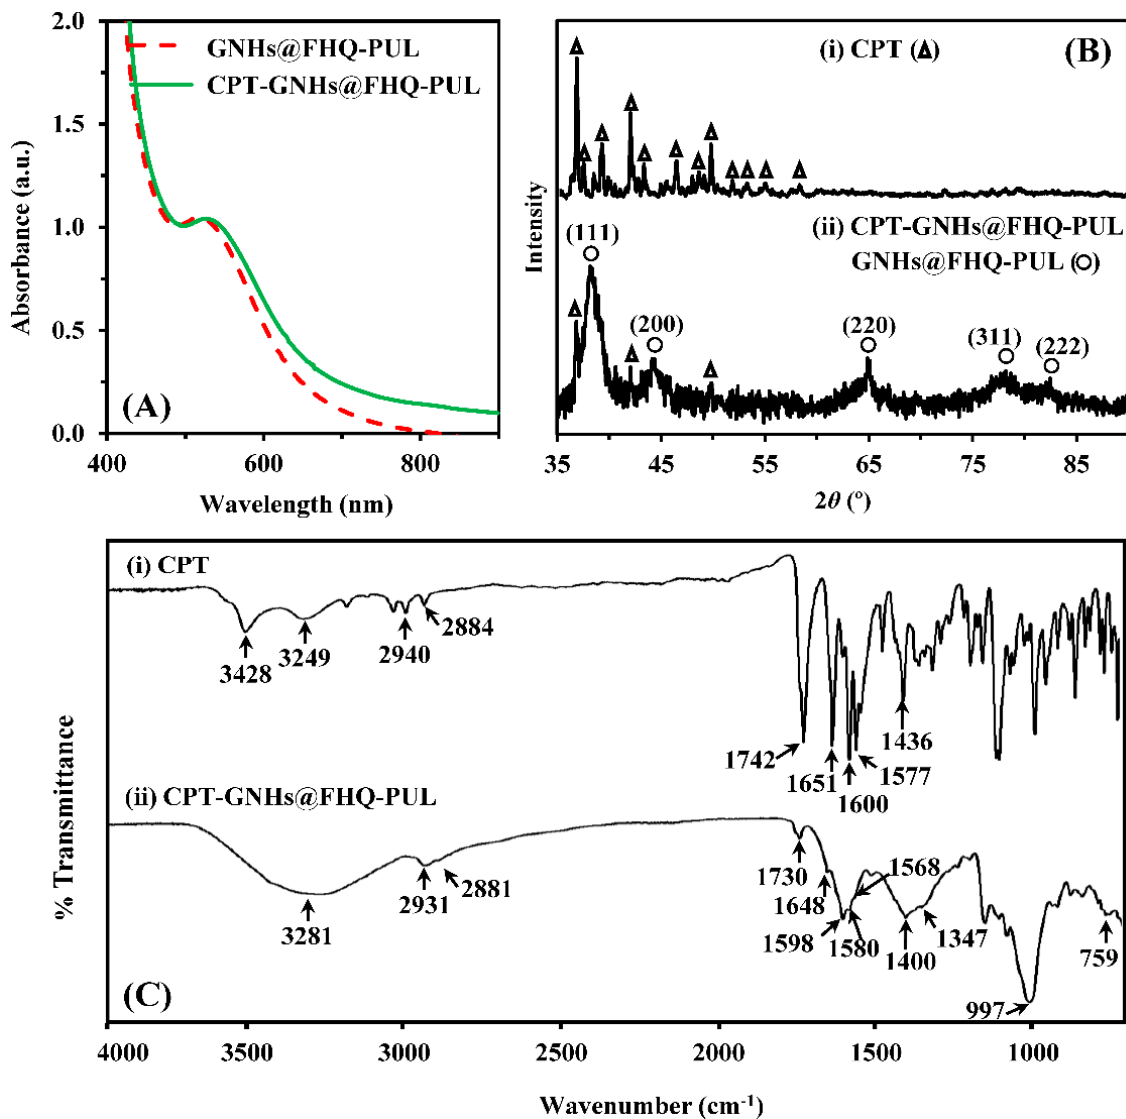 2.0
1.5
1.0
0.5
0.0
Absorbance (a.u.)
GNHs@FHQ-PUL
CPT-GNHs@FHQ-PUL
(A)
400 600 800
Wavelength (nm)
(i) CPT (Δ)
(B)
Intensity
(ii) CPT-GNHs@FHQ-PUL
GNHs@FHQ-PUL (O)
(111)
(200)
(220)
(311)
(222)
35 45 55 65 75 85
2θ (°)
(i) CPT
3428
3249
2940
2884
1742
1651
1600
1577
1436
% Transmittance
(ii) CPT-GNHs@FHQ-PUL
3281
2931
2881
1730
1648
1598
1580
1568
1400
1347
997
759
(C)
4000 3500 3000 2500 2000 1500 1000
Wavenumber (cm⁻¹)